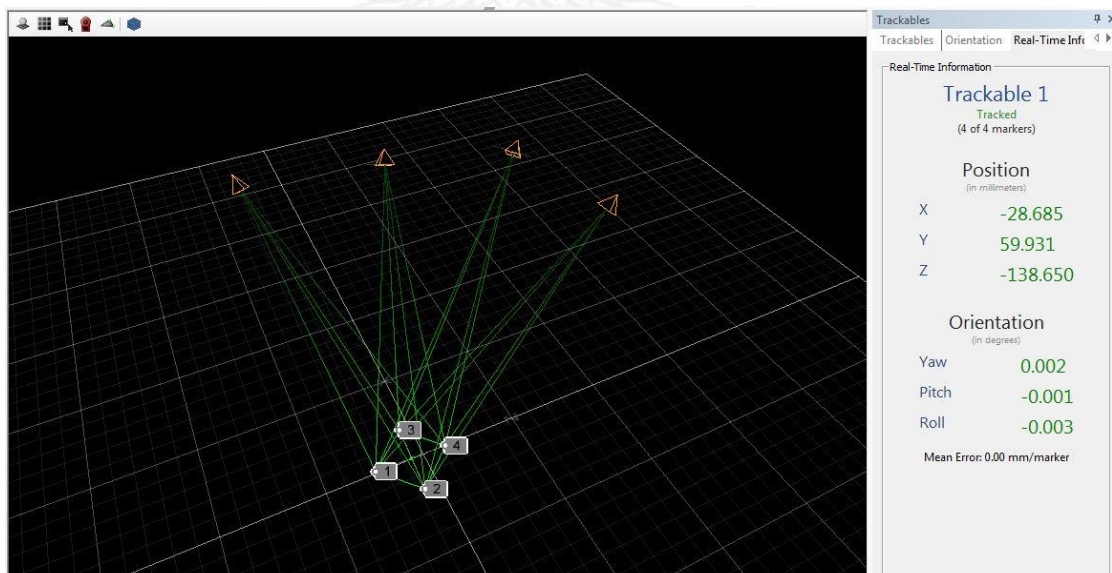 Trackables
Trackables Orientation Real-Time Info
Real-Time Information
Trackable 1
Tracked
(4 of 4 markers)
Position
(in millimeters)
X -28.685
Y 59.931
Z -138.650
Orientation
(in degrees)
Yaw 0.002
Pitch -0.001
Roll -0.003
Mean Error: 0.00 mm/marker
3
4
1
2